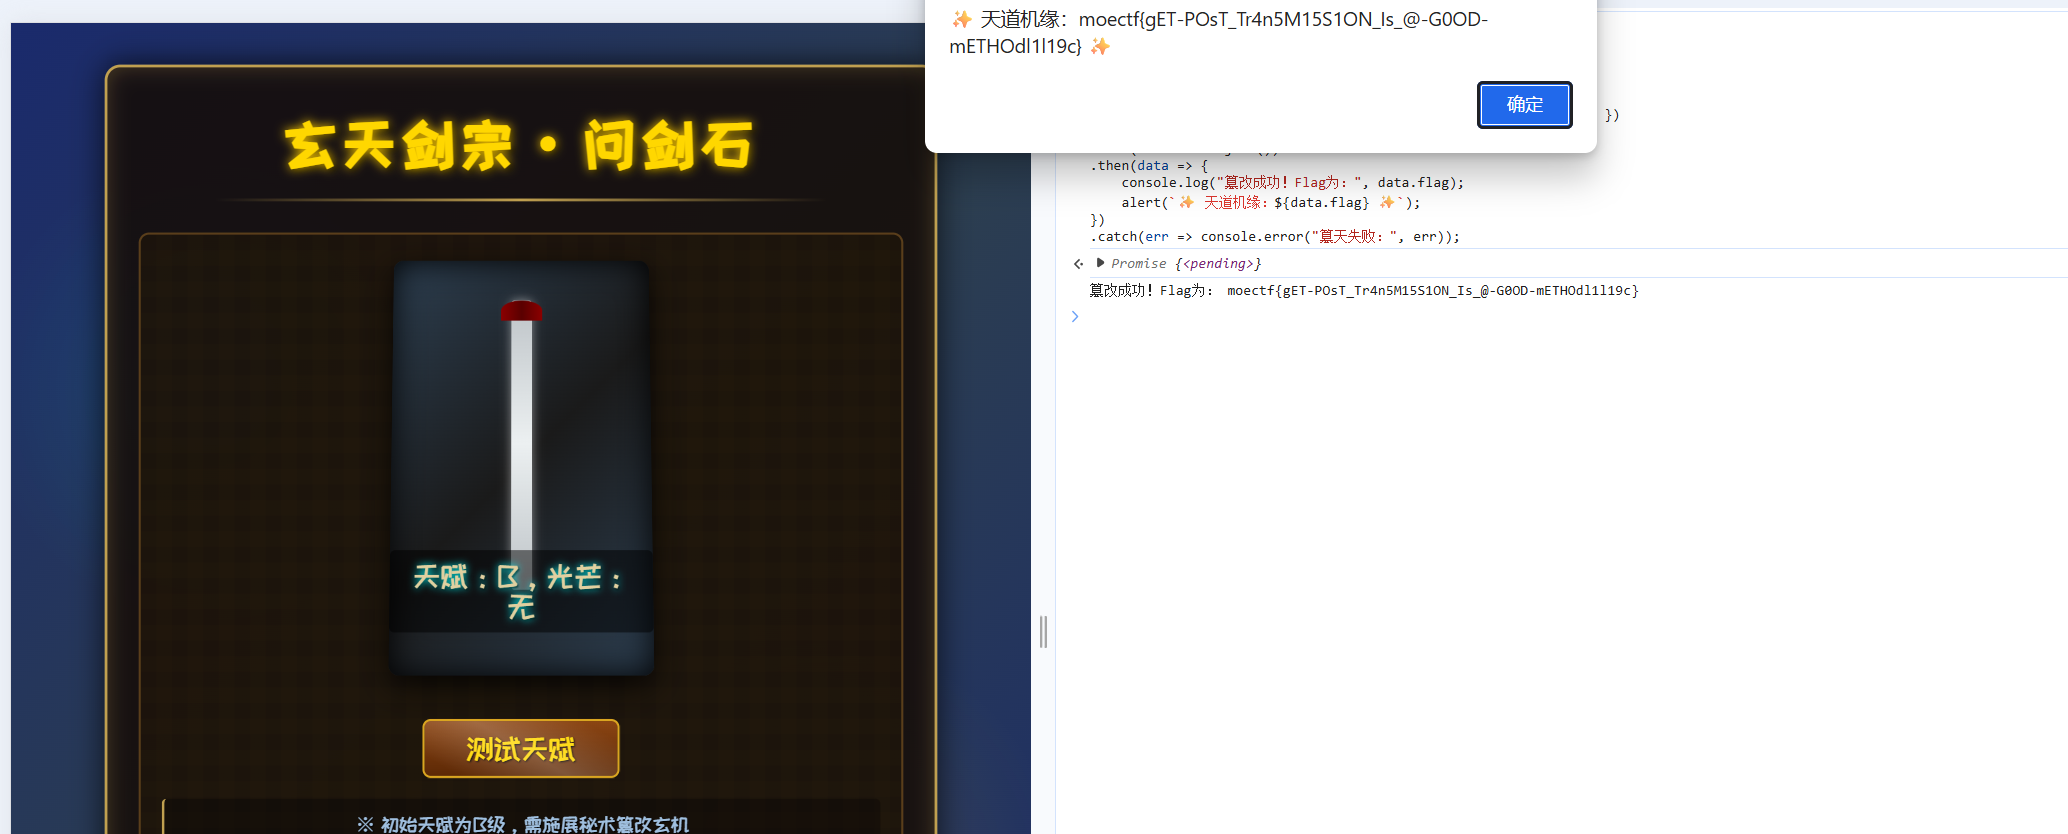 ✨ 天道机缘：moectf{gET-POsT_Tr4n5M15S1ON_Is_@-G0OD-
mETHOdl1l19c} ✨
确定
玄天剑宗·问剑石
天赋：B，光芒：
无
测试天赋
※ 初始天赋为B级，需施展秘术篡改玄机
})
.then(data => {
console.log("篡改成功！Flag为：", data.flag);
alert(`✨ 天道机缘：${data.flag} ✨`);
})
.catch(err => console.error("篡天失败：", err));
Promise {<pending>}
篡改成功！Flag为： moectf{gET-POsT_Tr4n5M15S1ON_Is_@-G0OD-mETHOdl1l19c}